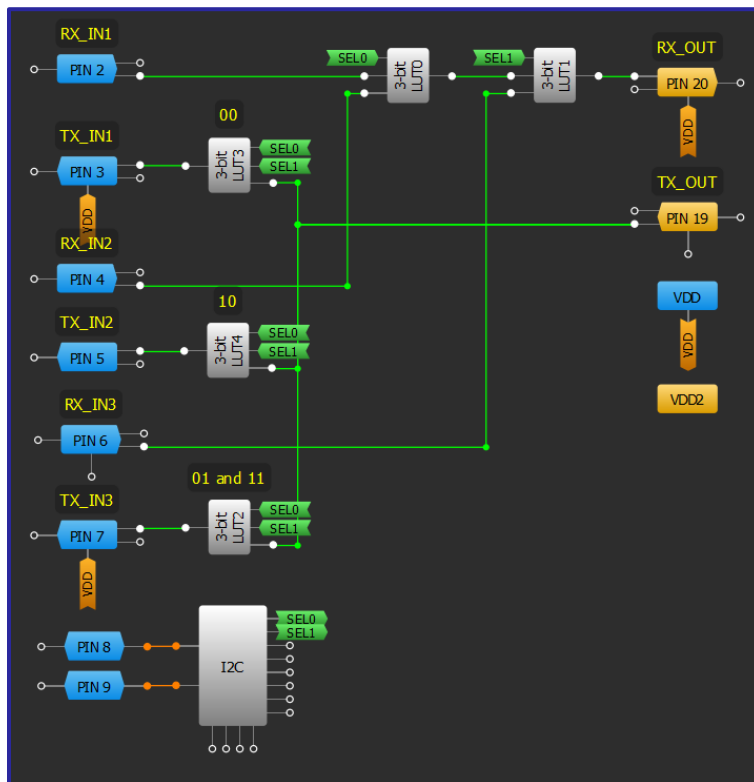 RX_IN1
PIN 2
SEL0
3-bit
LUT0
SEL1
3-bit
LUT1
RX_OUT
PIN 20
VDD
00
TX_IN1
PIN 3
VDD
3-bit
LUT3
SEL0
SEL1
TX_OUT
PIN 19
RX_IN2
PIN 4
VDD
VDD
VDD2
10
TX_IN2
PIN 5
3-bit
LUT4
SEL0
SEL1
RX_IN3
PIN 6
01 and 11
TX_IN3
PIN 7
VDD
3-bit
LUT2
SEL0
SEL1
PIN 8
PIN 9
I2C
SEL0
SEL1